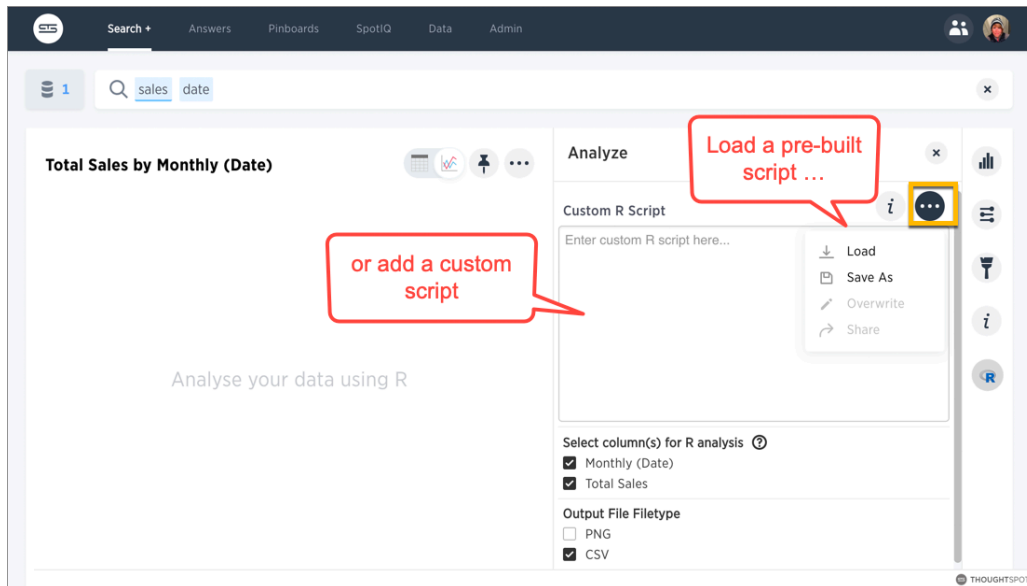 Search +
Answers
Pinboards
SpotIQ
Data
Admin
1
sales date
Total Sales by Monthly (Date)
Analyze
Load a pre-built
script ...
Custom R Script
i
Enter custom R script here...
Load
Save As
Overwrite
Share
or add a custom
script
i
R
Analyse your data using R
Select column(s) for R analysis ?
Monthly (Date)
Total Sales
Output File Filetype
PNG
CSV
THOUGHTSPOT